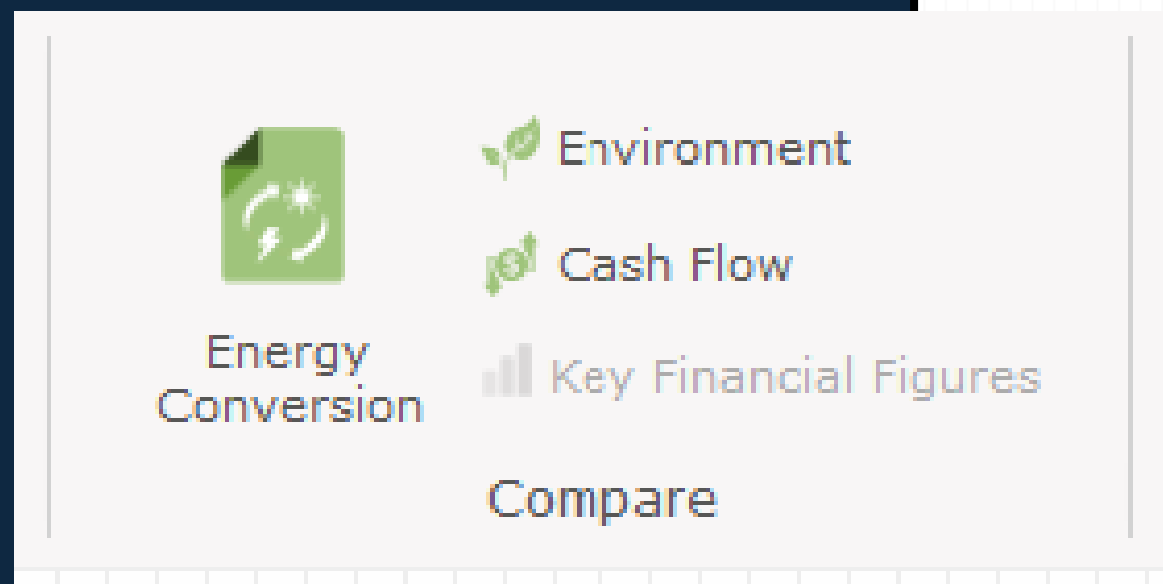 Energy
Conversion
Environment
Cash Flow
Key Financial Figures
Compare